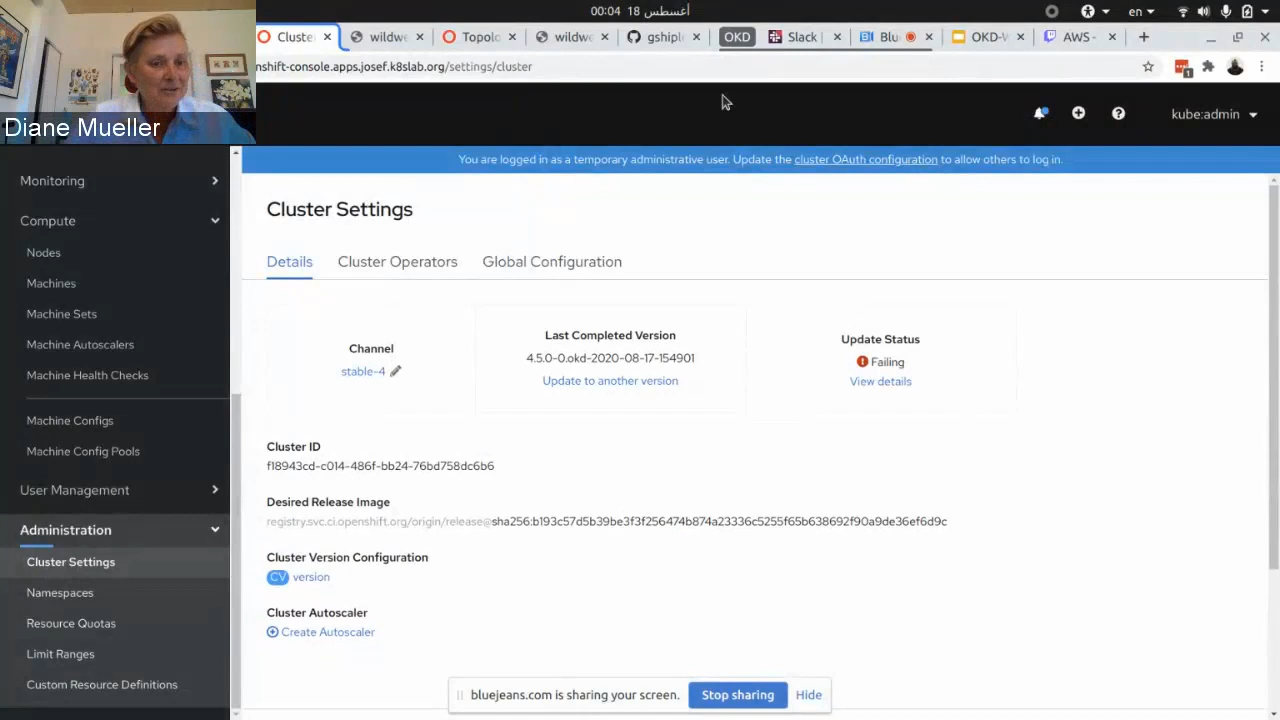 أغسطس 18  00:04
en
Cluste
wildwe
Topolo
wildwe
gshiple
OKD
Slack
Blu
OKD-W
AWS -
nshift-console.apps.josef.k8slab.org/settings/cluster
1
Diane Mueller
kube:admin
You are logged in as a temporary administrative user. Update the cluster OAuth configuration to allow others to log in.
Monitoring
Compute
Nodes
Machines
Machine Sets
Machine Autoscalers
Machine Health Checks
Machine Configs
Machine Config Pools
User Management
Administration
Cluster Settings
Namespaces
Resource Quotas
Limit Ranges
Custom Resource Definitions
Cluster Settings
Details
Cluster Operators
Global Configuration
Channel
stable-4
Last Completed Version
4.5.0-0.okd-2020-08-17-154901
Update to another version
Update Status
Failing
View details
Cluster ID
f18943cd-c014-486f-bb24-76bd758dc6b6
Desired Release Image
registry.svc.ci.openshift.org/origin/release@sha256:b193c57d5b39be3f3f256474b874a23336c5255f65b638692f90a9de36ef6d9c
Cluster Version Configuration
CV version
Cluster Autoscaler
Create Autoscaler
bluejeans.com is sharing your screen.
Stop sharing
Hide